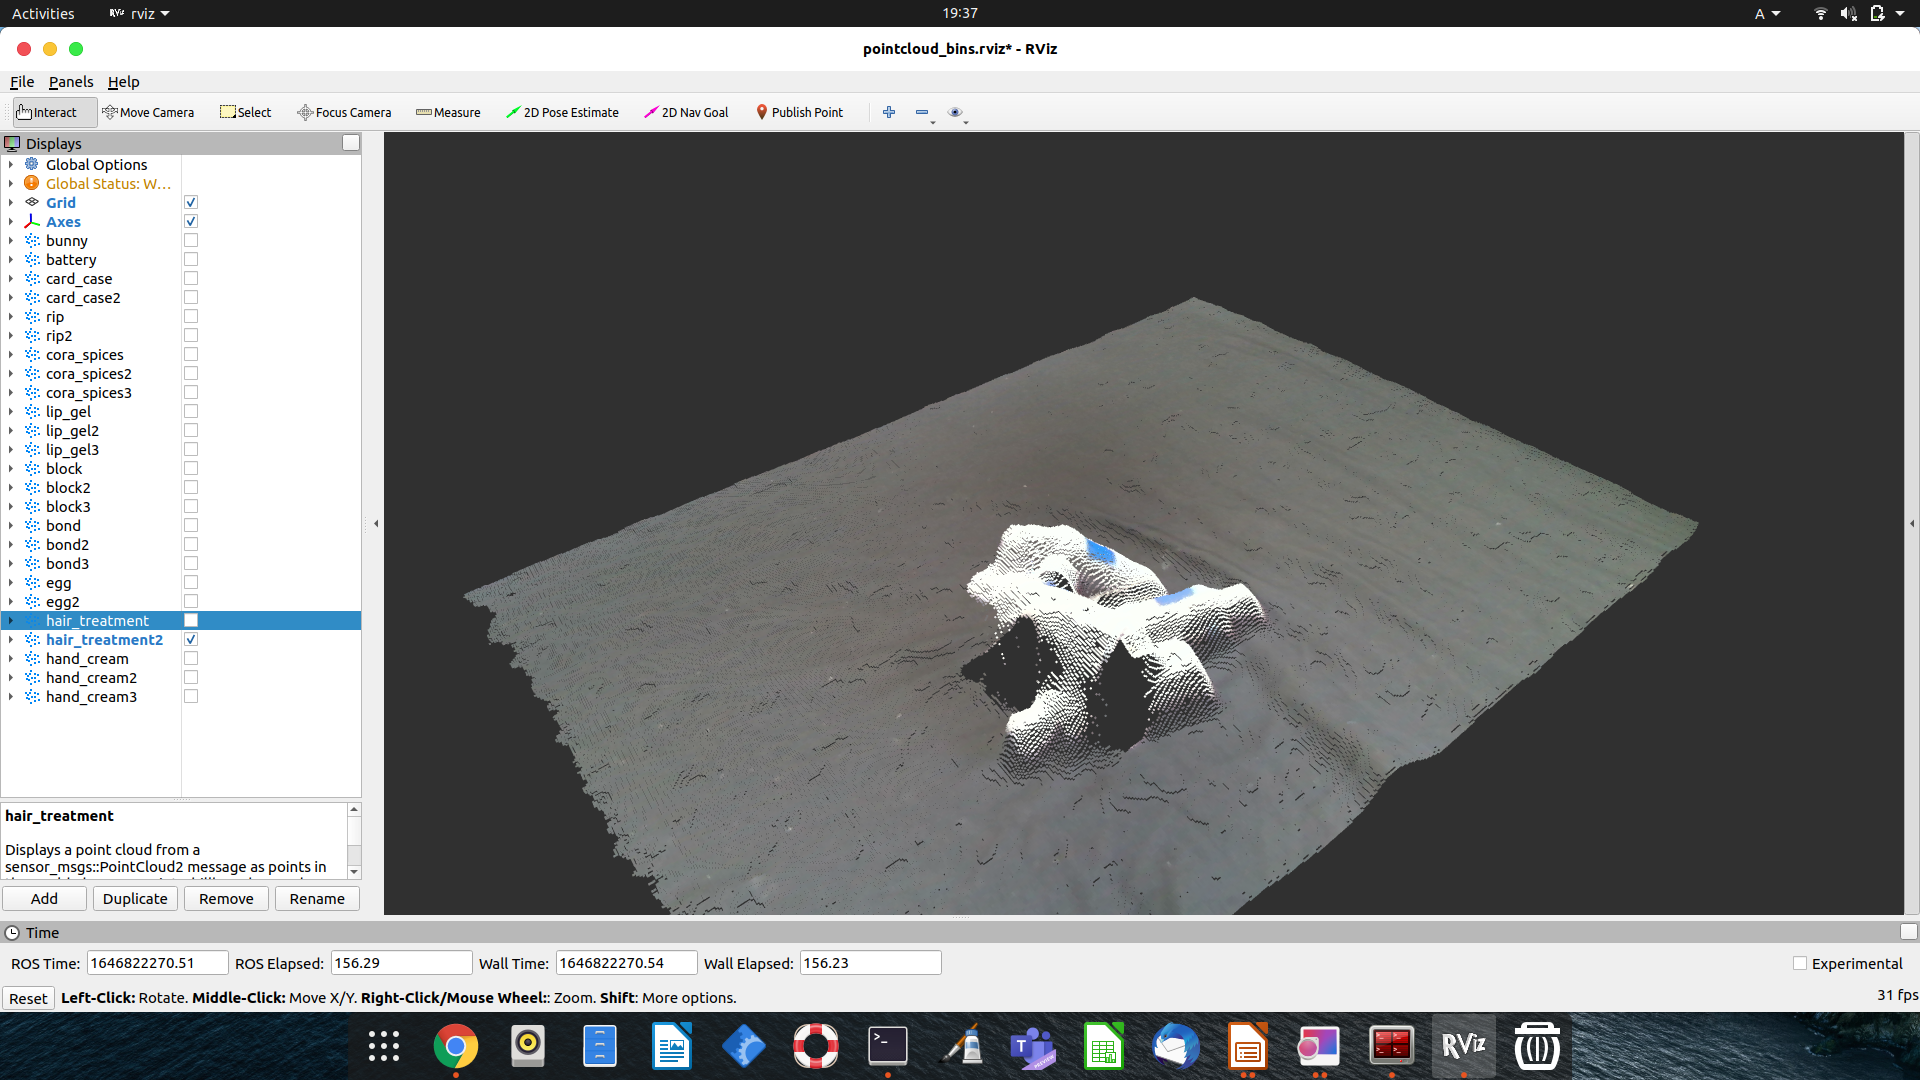 Activities
RViz rviz
19:37
A
pointcloud_bins.rviz* - RViz
File Panels Help
Interact Move Camera Select Focus Camera Measure 2D Pose Estimate 2D Nav Goal Publish Point
Displays
Global Options
Global Status: W...
Grid
Axes
bunny
battery
card_case
card_case2
rip
rip2
cora_spices
cora_spices2
cora_spices3
lip_gel
lip_gel2
lip_gel3
block
block2
block3
bond
bond2
bond3
egg
egg2
hair_treatment
hair_treatment2
hand_cream
hand_cream2
hand_cream3
hair_treatment
Displays a point cloud from a
sensor_msgs::PointCloud2 message as points in
Add Duplicate Remove Rename
Time
ROS Time: 1646822270.51 ROS Elapsed: 156.29 Wall Time: 1646822270.54 Wall Elapsed: 156.23 Experimental
Reset Left-Click: Rotate. Middle-Click: Move X/Y. Right-Click/Mouse Wheel:: Zoom. Shift: More options. 31 fps
>_
T
PREVIEW
RViz